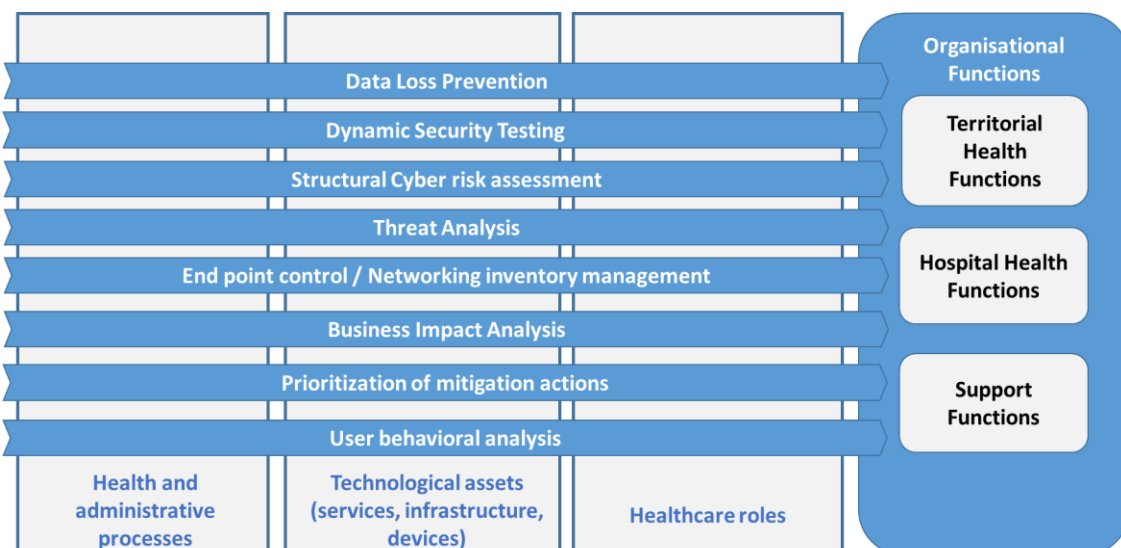 Data Loss Prevention
Dynamic Security Testing
Structural Cyber risk assessment
Threat Analysis
End point control / Networking inventory management
Business Impact Analysis
Prioritization of mitigation actions
User behavioral analysis
Health and
administrative
processes
Technological assets
(services, infrastructure,
devices)
Healthcare roles
Organisational
Functions
Territorial
Health
Functions
Hospital Health
Functions
Support
Functions